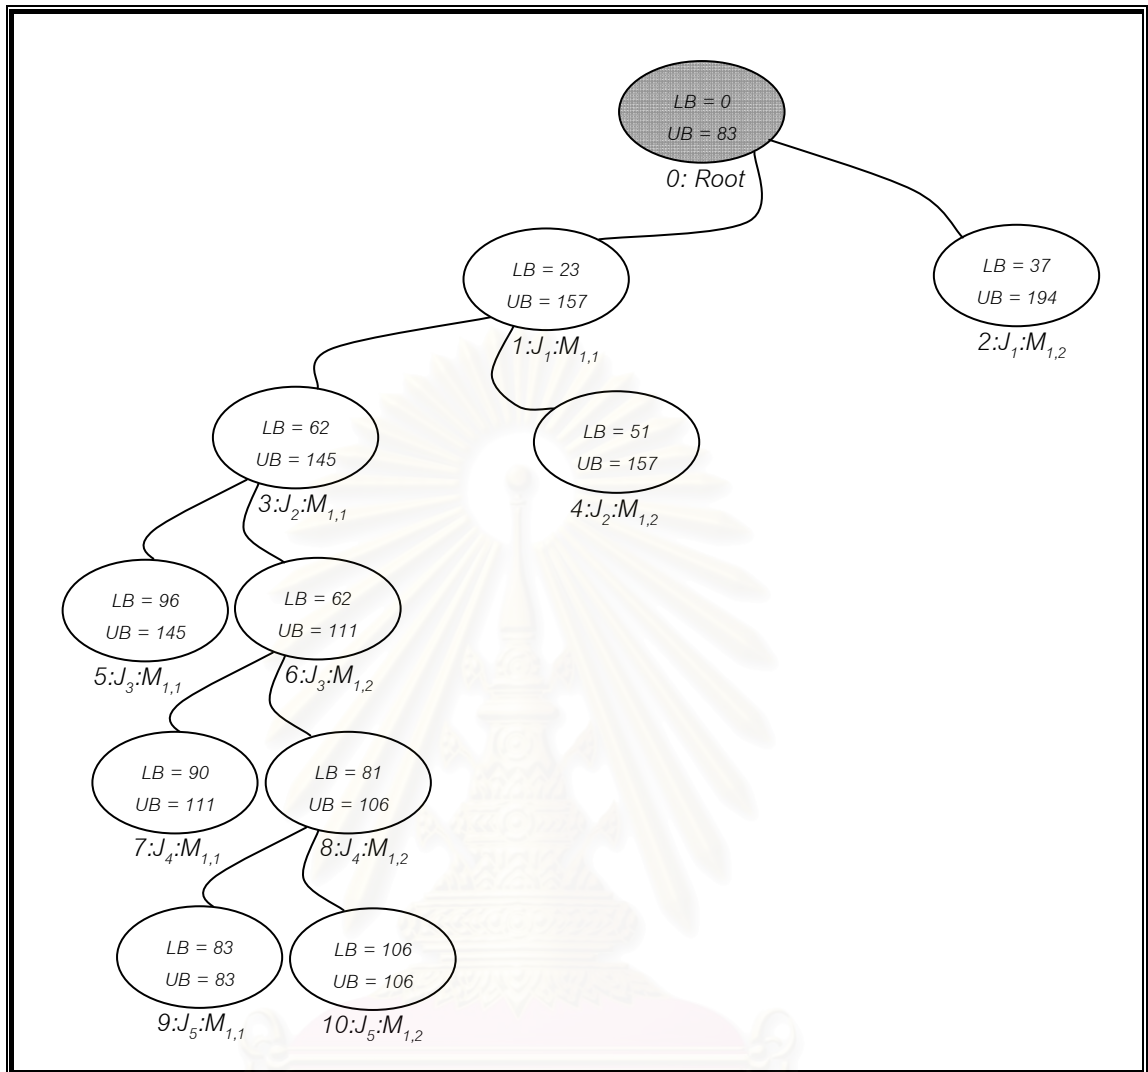 LB = 0
UB = 83
0: Root
LB = 23
UB = 157
1:J₁:M₁,₁
LB = 37
UB = 194
2:J₁:M₁,₂
LB = 62
UB = 145
3:J₂:M₁,₁
LB = 51
UB = 157
4:J₂:M₁,₂
LB = 96
UB = 145
5:J₃:M₁,₁
LB = 62
UB = 111
6:J₃:M₁,₂
LB = 90
UB = 111
7:J₄:M₁,₁
LB = 81
UB = 106
8:J₄:M₁,₂
LB = 83
UB = 83
9:J₅:M₁,₁
LB = 106
UB = 106
10:J₅:M₁,₂